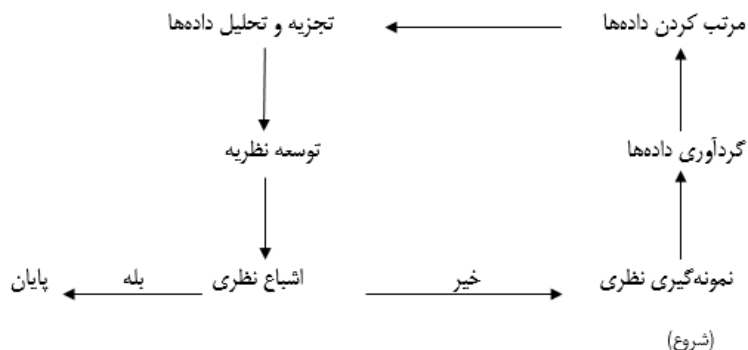 مرتب کردن داده‌ها
تجزیه و تحلیل داده‌ها
گردآوری داده‌ها
توسعه نظریه
نمونه‌گیری نظری
خیر
اشباع نظری
بله
پایان
(شروع)